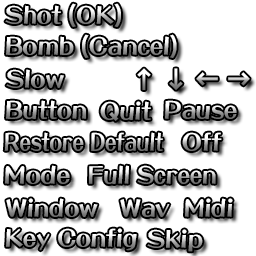 Shot (OK)
Bomb (Cancel)
Slow ↑ ↓ ← →
Button Quit Pause
Restore Default Off
Mode Full Screen
Window Wav Midi
Key Config Skip